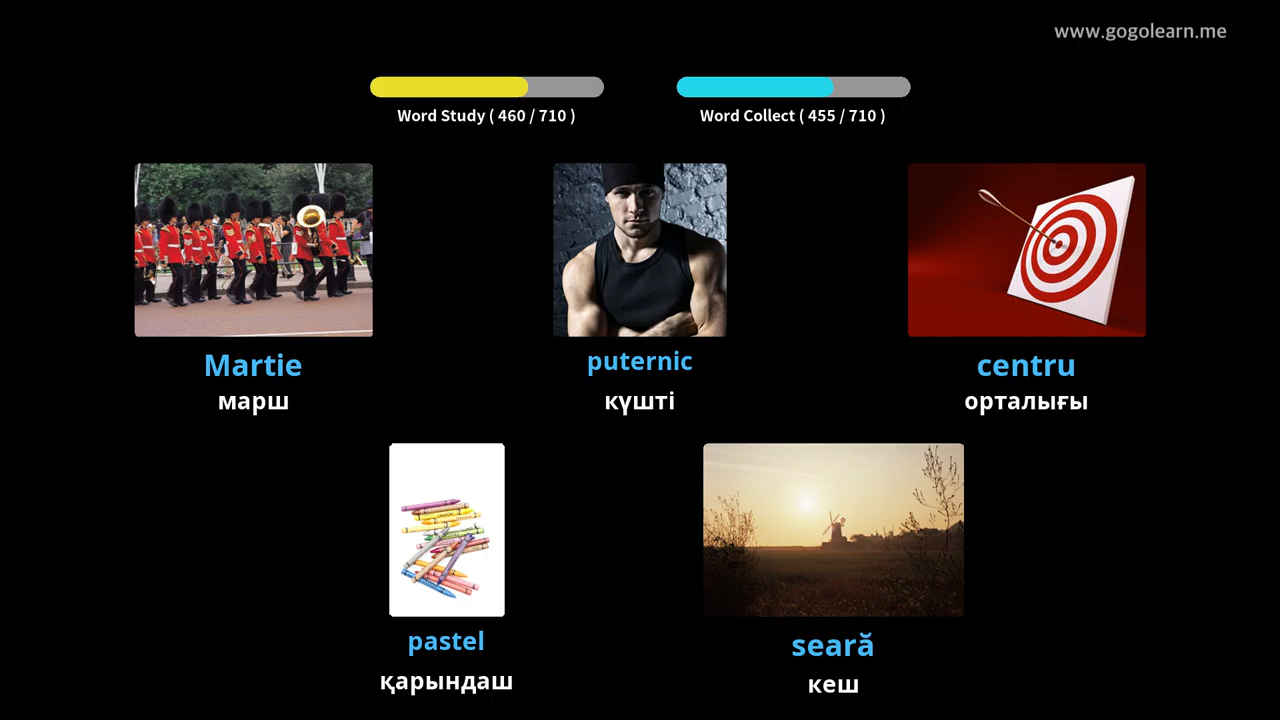 www.gogolearn.me
Word Study ( 460 / 710 )
Word Collect ( 455 / 710 )
Martie
марш
puternic
күшті
centru
орталығы
pastel
қарындаш
seară
кеш